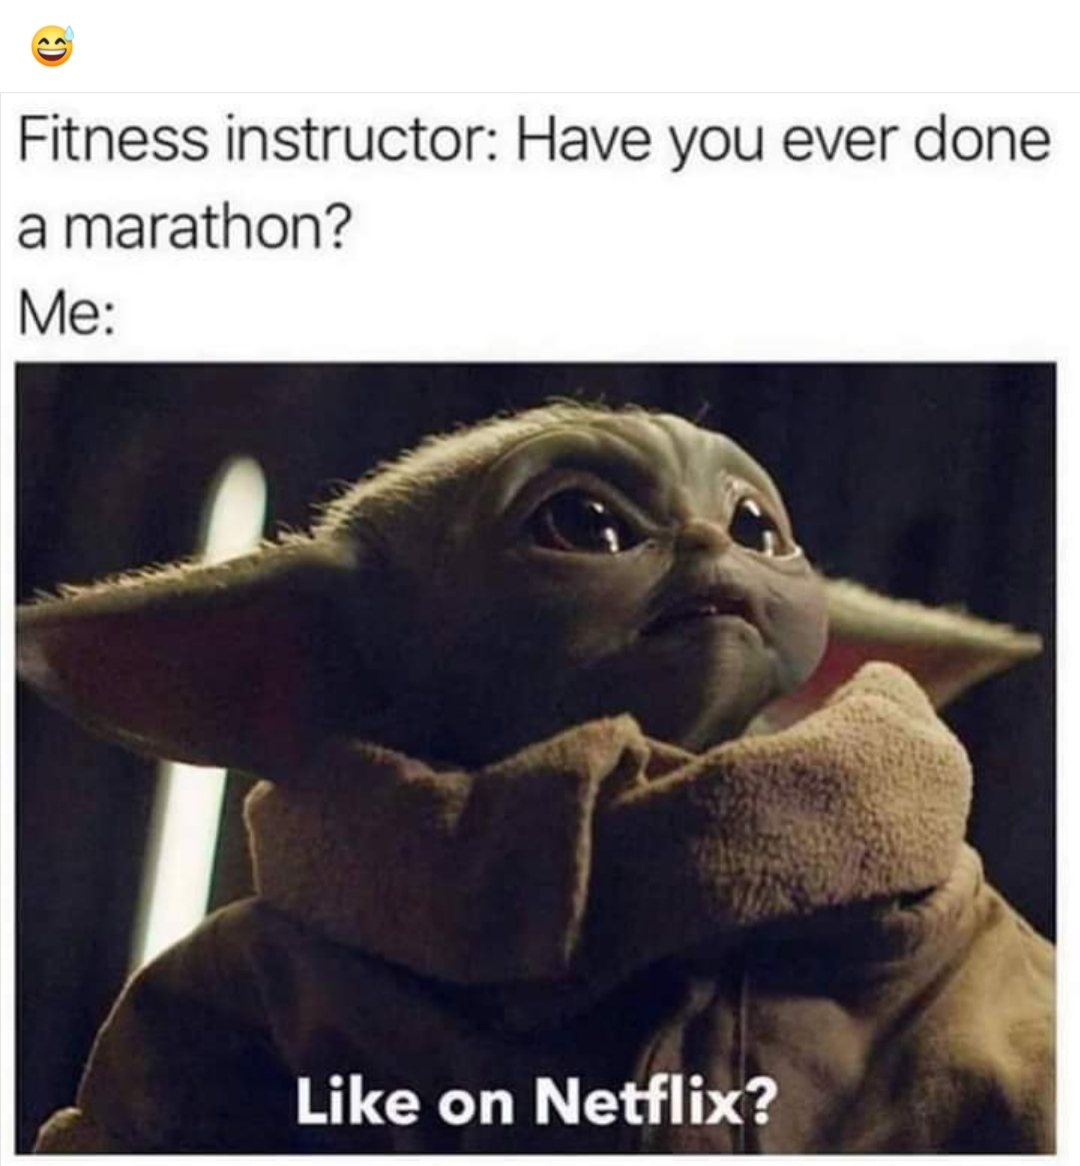 😅
Fitness instructor: Have you ever done
a marathon?
Me:
Like on Netflix?